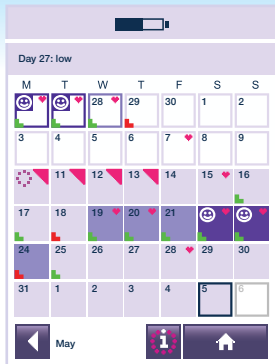 Day 27: low
M T W T F S S
28 29 30 1 2
3 4 5 6 7 8 9
11 12 13 14 15 16
17 18 19 20 21
24 25 26 27 28 29 30
31 1 2 3 4 5 6
May i